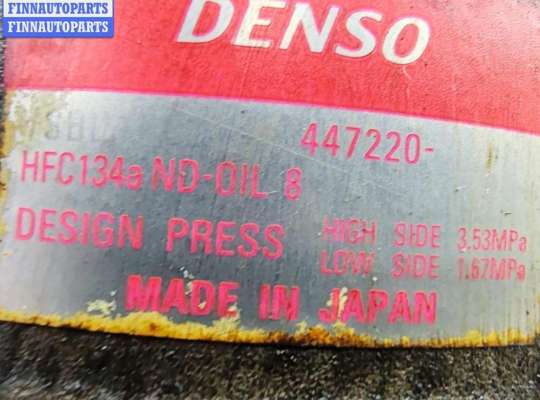 FINNAUTOPARTS
FINNAUTOPARTS
DENSO
447220-
HFC134a ND-OIL 8
DESIGN PRESS HIGH SIDE 3.53MPa
LOW SIDE 1.67MPa
MADE IN JAPAN